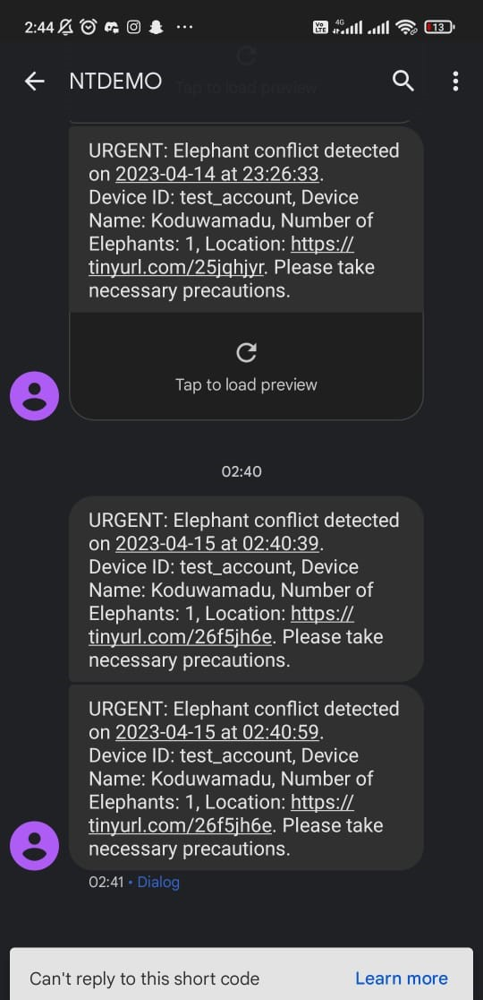 2:44
Vo
LTE
4G
13
NTDEMO
Tap to load preview
URGENT: Elephant conflict detected
on 2023-04-14 at 23:26:33.
Device ID: test_account, Device
Name: Koduwamadu, Number of
Elephants: 1, Location: https://
tinyurl.com/25jqhjyr. Please take
necessary precautions.
Tap to load preview
02:40
URGENT: Elephant conflict detected
on 2023-04-15 at 02:40:39.
Device ID: test_account, Device
Name: Koduwamadu, Number of
Elephants: 1, Location: https://
tinyurl.com/26f5jh6e. Please take
necessary precautions.
URGENT: Elephant conflict detected
on 2023-04-15 at 02:40:59.
Device ID: test_account, Device
Name: Koduwamadu, Number of
Elephants: 1, Location: https://
tinyurl.com/26f5jh6e. Please take
necessary precautions.
02:41 • Dialog
Can't reply to this short code Learn more